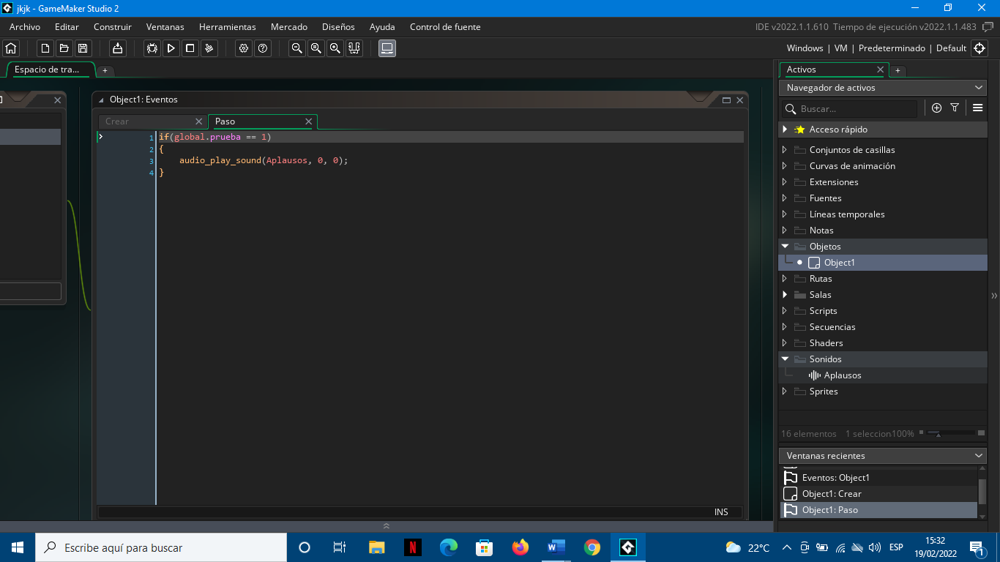 jkjk - GameMaker Studio 2
Archivo Editar Construir Ventanas Herramientas Mercado Diseños Ayuda Control de fuente IDE v2022.1.1.610 Tiempo de ejecución v2022.1.1.483
Windows | VM | Predeterminado | Default
Espacio de tra... +
Object1: Eventos
Crear Paso
1 if(global.prueba == 1)
2 {
3 audio_play_sound(Aplausos, 0, 0);
4 }
INS
Activos +
Navegador de activos
Buscar...
Acceso rápido
Conjuntos de casillas
Curvas de animación
Extensiones
Fuentes
Líneas temporales
Notas
Objetos
Object1
Rutas
Salas
Scripts
Secuencias
Shaders
Sonidos
Aplausos
Sprites
16 elementos 1 seleccion100%
Ventanas recientes
Eventos: Object1
Object1: Crear
Object1: Paso
Escribe aquí para buscar
N
W
22°C
ESP
15:32
19/02/2022
1